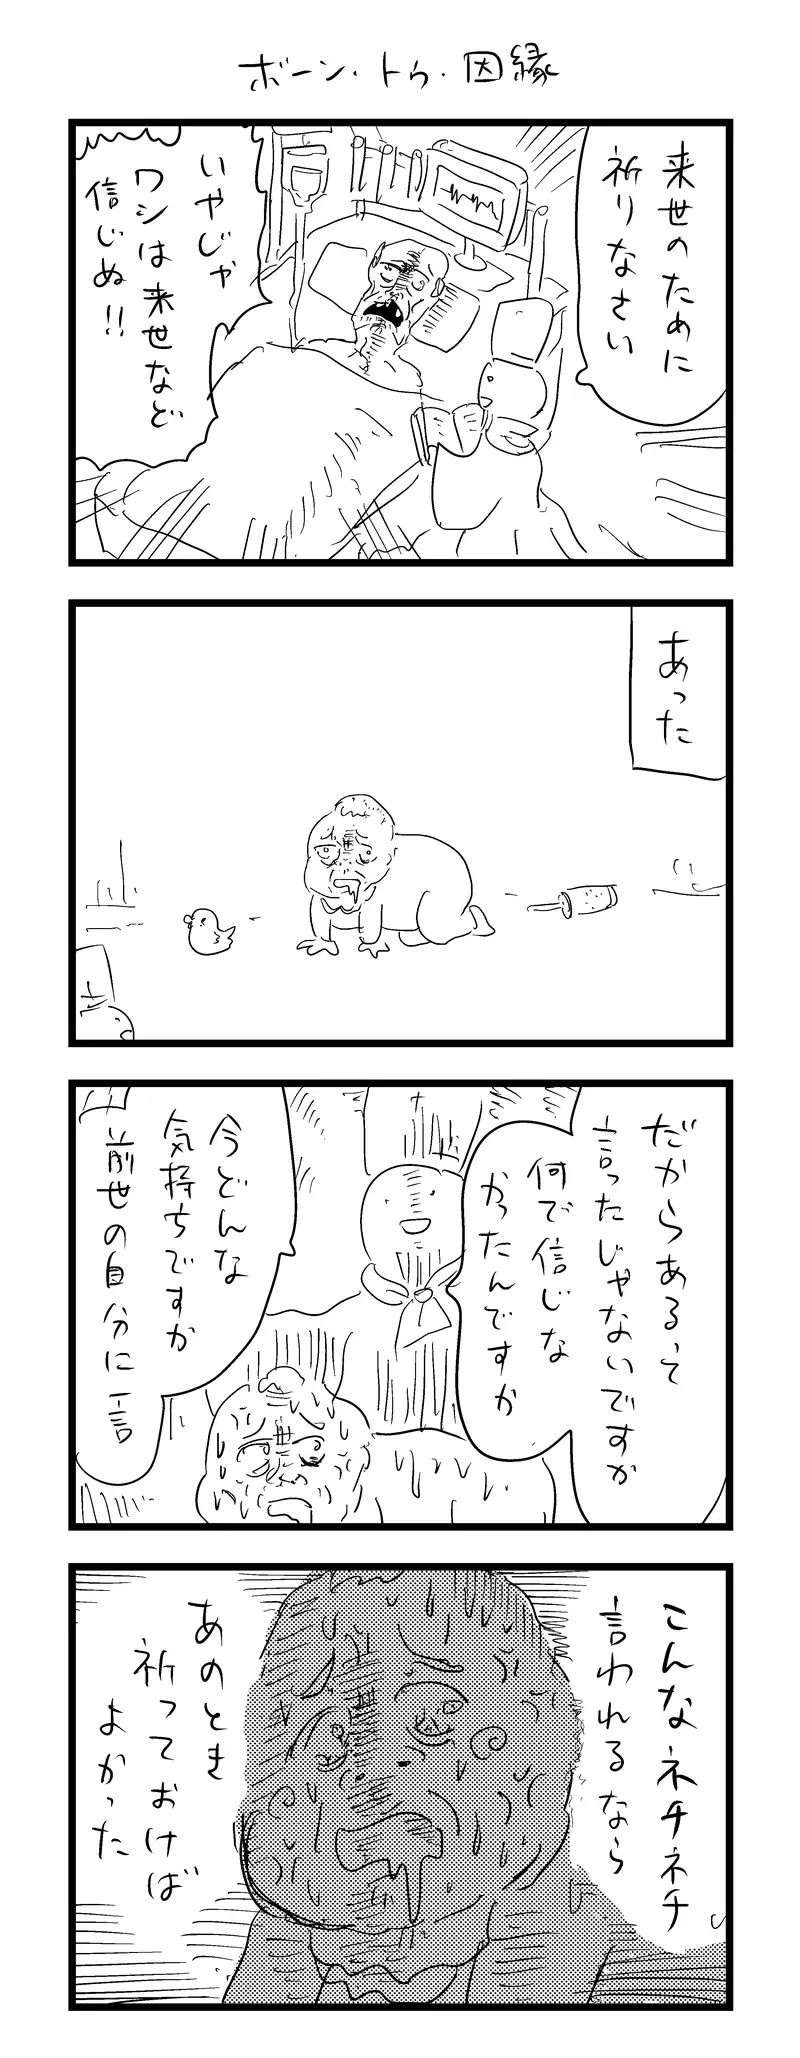 ボーン・トゥ・因縁
来世のために
祈りなさい
いやじゃ
ワシは来世など
信じぬ!!
あった
だからあるって
言ったじゃないですか
何で信じな
かったんですか
今どんな
気持ちですか
前世の自分に一言
こんなネチネチ
言われるなら
あのとき
祈っておけば
よかった